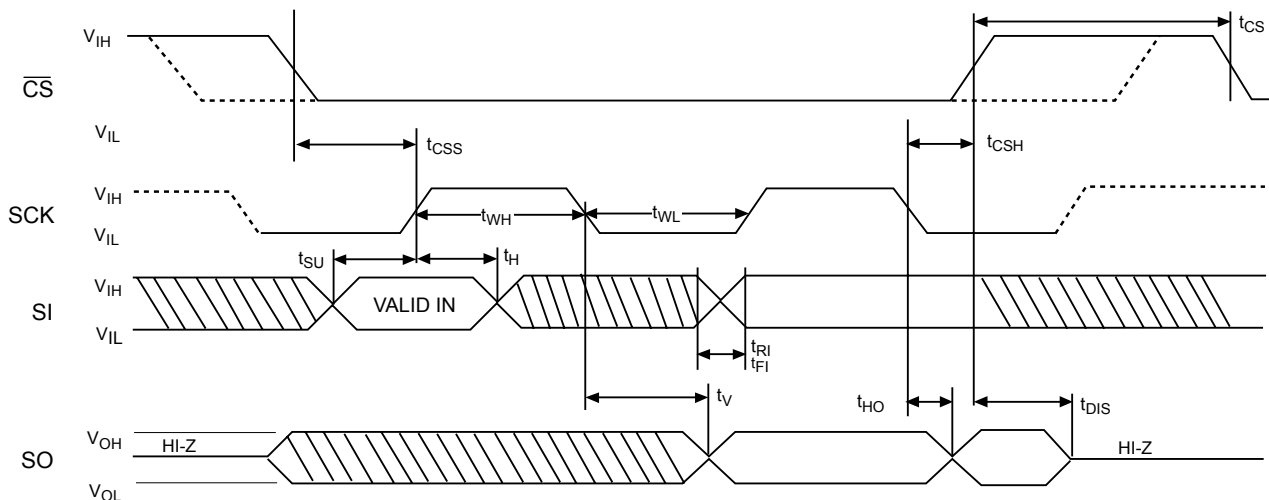 VIH
tCS
CS
VIL
tCSS
tCSH
VIH
SCK
tWH
tWL
VIL
tSU
tH
VIH
SI
VALID IN
VIL
tRI
tFI
tV
tHO
tDIS
VOH
HI-Z
HI-Z
SO
VOL